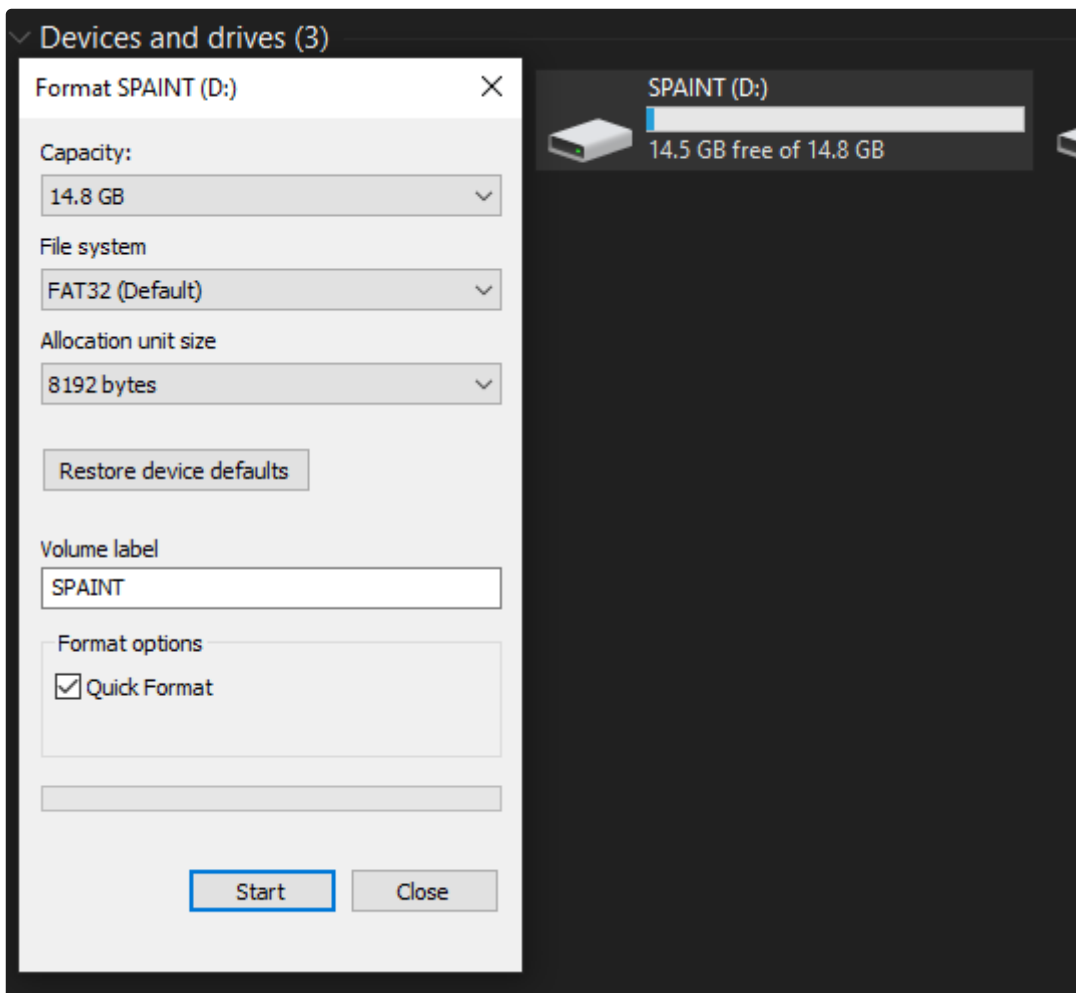 Devices and drives (3)
Format SPAINT (D:)
Capacity:
14.8 GB
File system
FAT32 (Default)
Allocation unit size
8192 bytes
Restore device defaults
Volume label
SPAINT
Format options
Quick Format
Start
Close
SPAINT (D:)
14.5 GB free of 14.8 GB